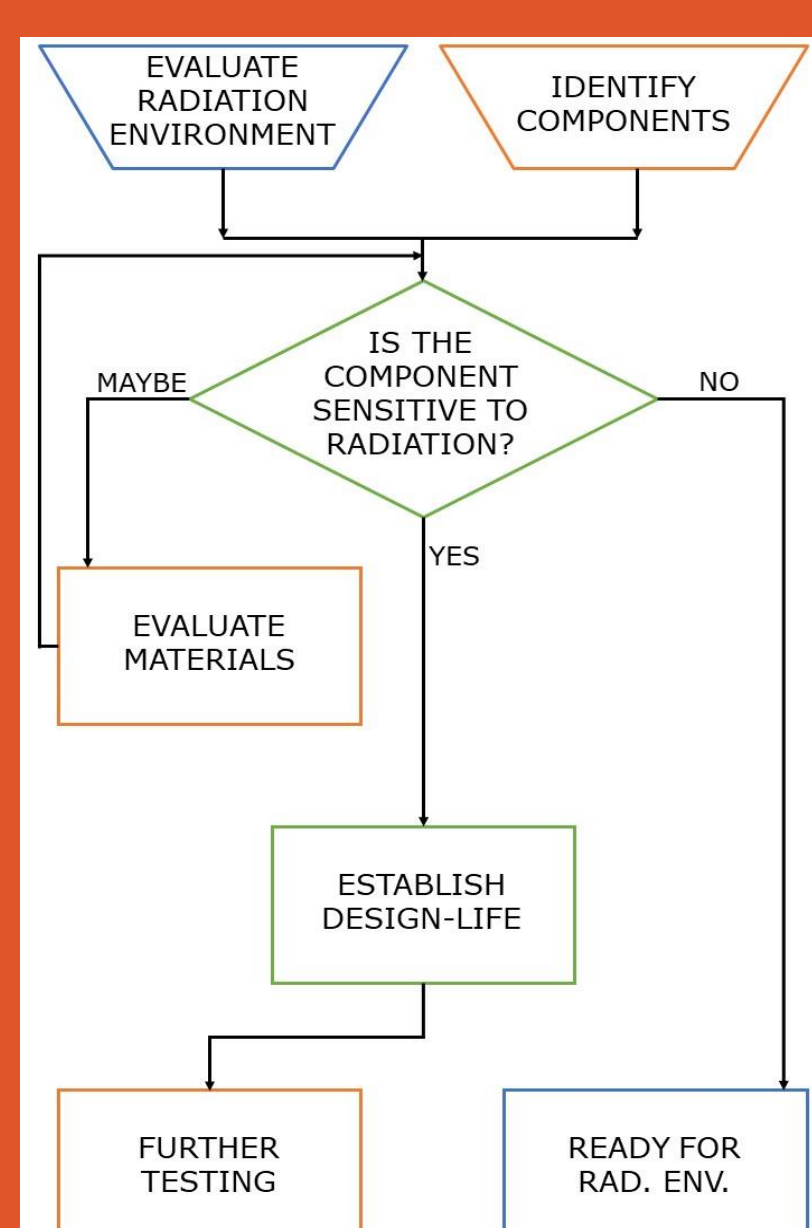 EVALUATE
RADIATION
ENVIRONMENT
IDENTIFY
COMPONENTS
IS THE
COMPONENT
SENSITIVE TO
RADIATION?
MAYBE
NO
YES
EVALUATE
MATERIALS
ESTABLISH
DESIGN-LIFE
FURTHER
TESTING
READY FOR
RAD. ENV.